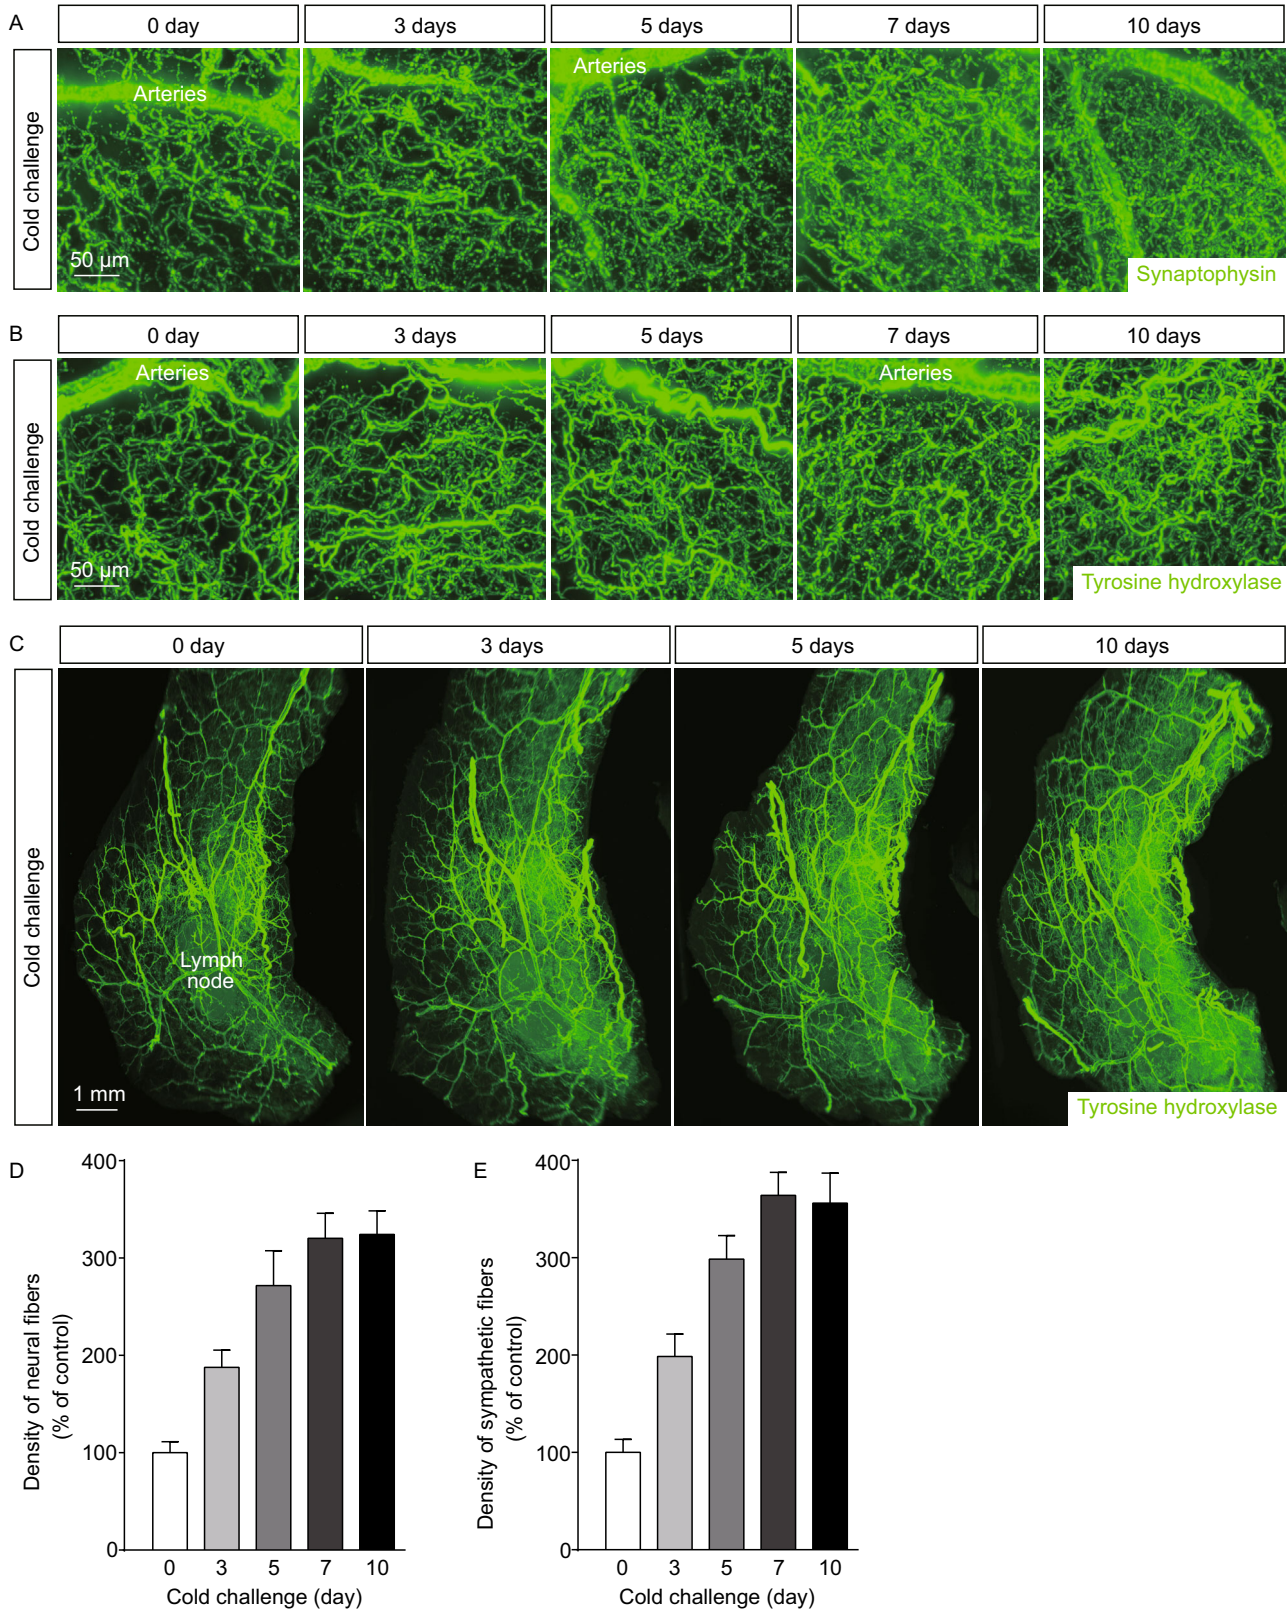 A
0 day
3 days
5 days
7 days
10 days
Cold challenge
Arteries
Arteries
50 µm
Synaptophysin
B
0 day
3 days
5 days
7 days
10 days
Cold challenge
Arteries
Arteries
50 µm
Tyrosine hydroxylase
C
0 day
3 days
5 days
10 days
Cold challenge
Lymph
node
1 mm
Tyrosine hydroxylase
D
Density of neural fibers
(% of control)
400
300
200
100
0
0 3 5 7 10
Cold challenge (day)
E
Density of sympathetic fibers
(% of control)
400
300
200
100
0
0 3 5 7 10
Cold challenge (day)